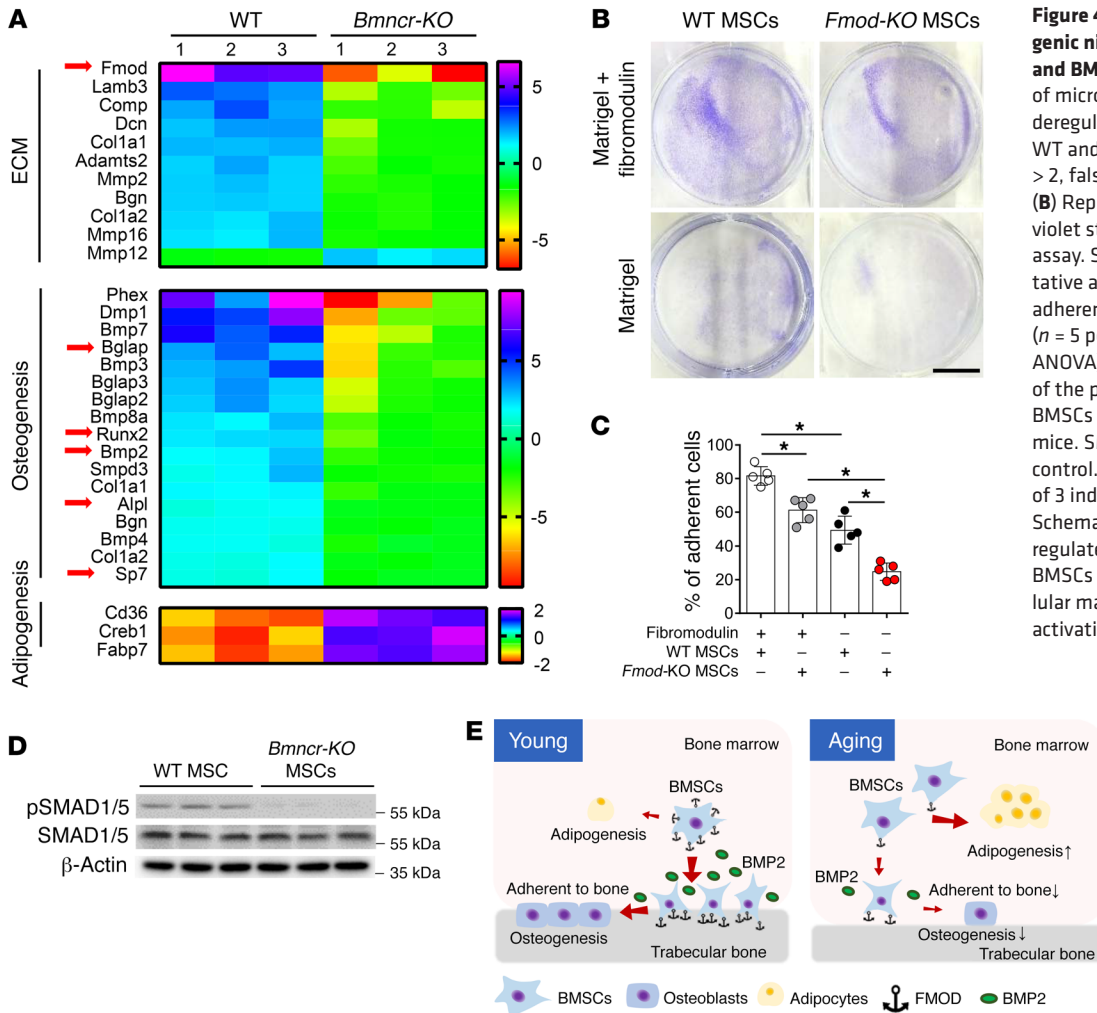 A
WT
Bmncr-KO
1 2 3 1 2 3
ECM
Fmod
Lamb3
Comp
Dcn
Col1a1
Adamts2
Mmp2
Bgn
Col1a2
Mmp16
Mmp12
5
0
-5
Osteogenesis
Phex
Dmp1
Bmp7
Bglap
Bmp3
Bglap3
Bglap2
Bmp8a
Runx2
Bmp2
Smpd3
Col1a1
Alpl
Bgn
Bmp4
Col1a2
Sp7
5
0
-5
Adipogenesis
Cd36
Creb1
Fabp7
2
0
-2
B
WT MSCs
Fmod-KO MSCs
Matrigel +
fibromodulin
Matrigel
C
% of adherent cells
100
80
60
40
20
0
* * * *
Fibromodulin + + – –
WT MSCs + – + –
Fmod-KO MSCs – + – +
Figure 4
genic ni
and BM
of micro
deregul
WT and
> 2, fals
(B) Rep
violet st
assay. S
tative a
adheren
(n = 5 p
ANOVA
of the p
BMSCs
mice. S
control.
of 3 ind
Schema
regulat
BMSCs
lular ma
activati
D
WT MSC
Bmncr-KO
MSCs
pSMAD1/5
– 55 kDa
SMAD1/5
– 55 kDa
β-Actin
– 35 kDa
E
Young
Bone marrow
BMSCs
Adipogenesis
BMP2
Adherent to bone
Osteogenesis
Trabecular bone
Aging
Bone marrow
BMSCs
Adipogenesis↑
BMP2
Adherent to bone↓
Osteogenesis↓
Trabecular bone
BMSCs
Osteoblasts
Adipocytes
FMOD
BMP2